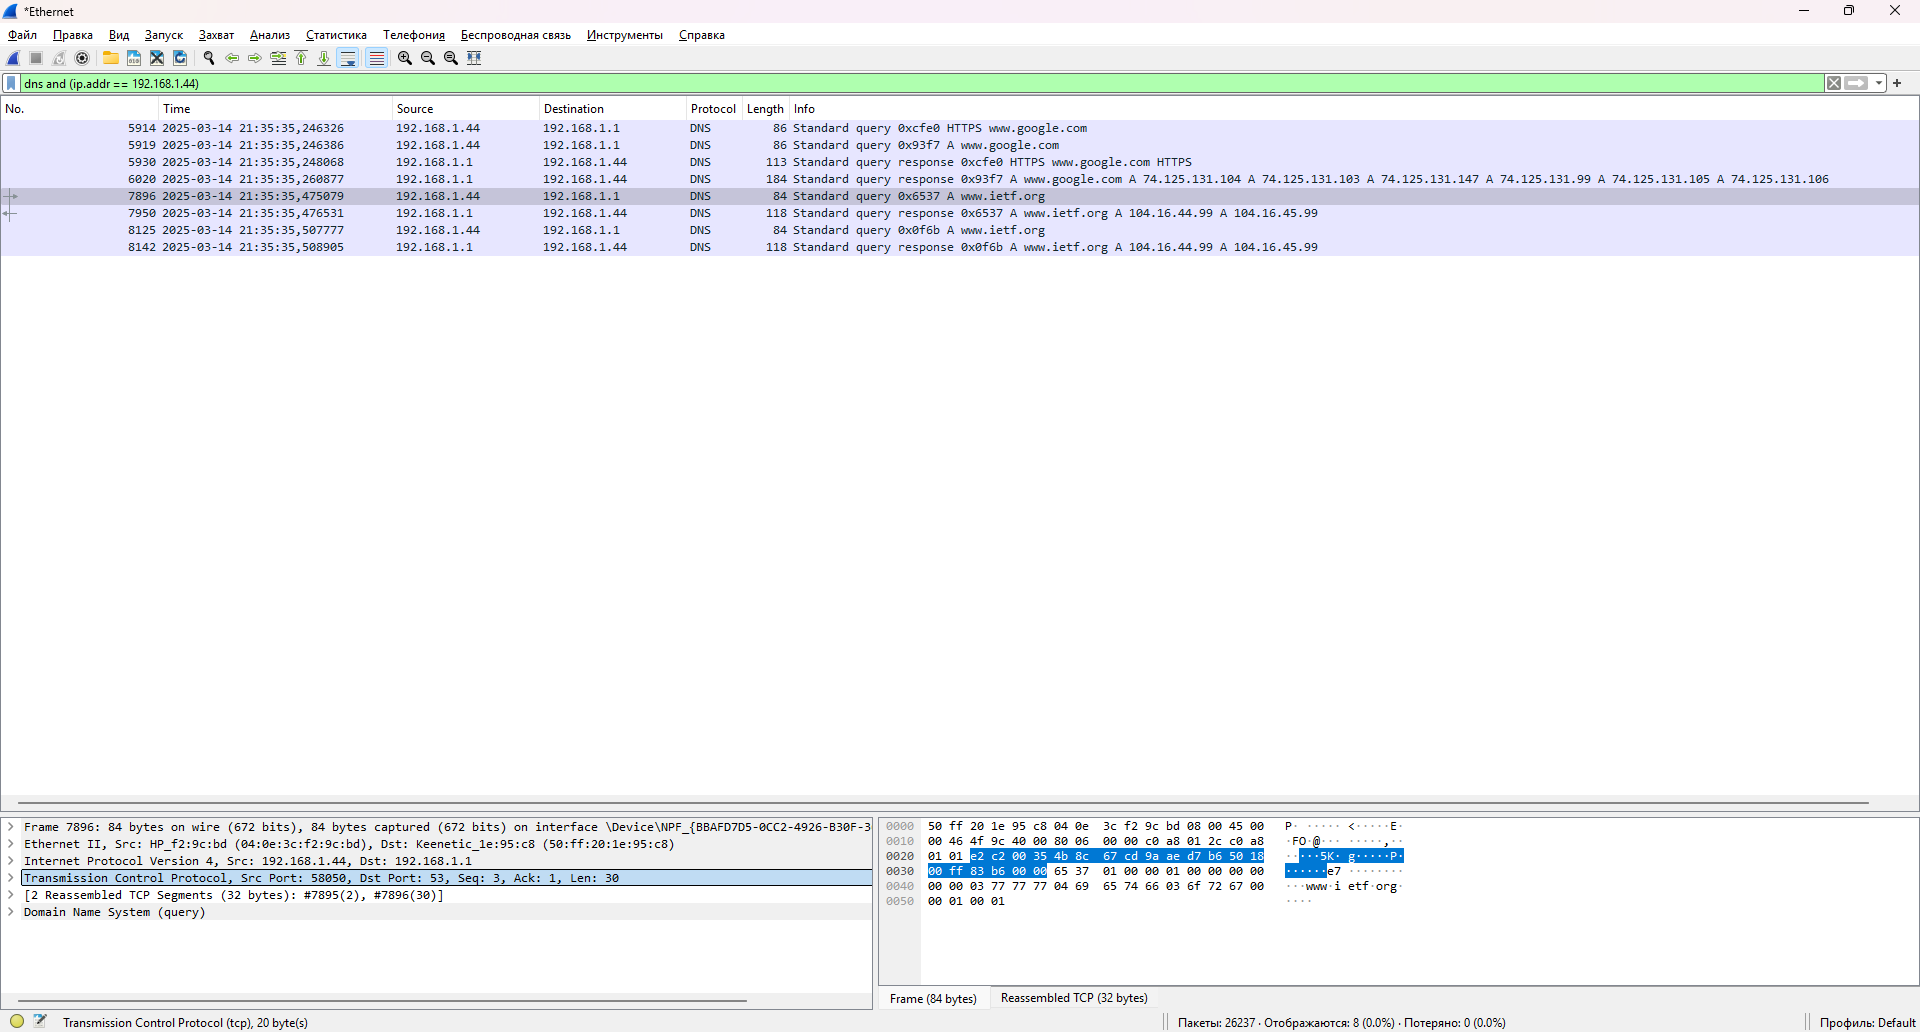 *Ethernet
Файл Правка Вид Запуск Захват Анализ Статистика Телефония Беспроводная связь Инструменты Справка
dns and (ip.addr == 192.168.1.44)
No. Time Source Destination Protocol Length Info
5914 2025-03-14 21:35:35,246326 192.168.1.44 192.168.1.1 DNS 86 Standard query 0xcfe0 HTTPS www.google.com
5919 2025-03-14 21:35:35,246386 192.168.1.44 192.168.1.1 DNS 86 Standard query 0x93f7 A www.google.com
5930 2025-03-14 21:35:35,248068 192.168.1.1 192.168.1.44 DNS 113 Standard query response 0xcfe0 HTTPS www.google.com HTTPS
6020 2025-03-14 21:35:35,260877 192.168.1.1 192.168.1.44 DNS 184 Standard query response 0x93f7 A www.google.com A 74.125.131.104 A 74.125.131.103 A 74.125.131.147 A 74.125.131.99 A 74.125.131.105 A 74.125.131.106
7896 2025-03-14 21:35:35,475079 192.168.1.44 192.168.1.1 DNS 84 Standard query 0x6537 A www.ietf.org
7950 2025-03-14 21:35:35,476531 192.168.1.1 192.168.1.44 DNS 118 Standard query response 0x6537 A www.ietf.org A 104.16.44.99 A 104.16.45.99
8125 2025-03-14 21:35:35,507777 192.168.1.44 192.168.1.1 DNS 84 Standard query 0x0f6b A www.ietf.org
8142 2025-03-14 21:35:35,508905 192.168.1.1 192.168.1.44 DNS 118 Standard query response 0x0f6b A www.ietf.org A 104.16.44.99 A 104.16.45.99
Frame 7896: 84 bytes on wire (672 bits), 84 bytes captured (672 bits) on interface \Device\NPF_{BBAFD7D5-0CC2-4926-B30F-3
Ethernet II, Src: HP_f2:9c:bd (04:0e:3c:f2:9c:bd), Dst: Keenetic_1e:95:c8 (50:ff:20:1e:95:c8)
Internet Protocol Version 4, Src: 192.168.1.44, Dst: 192.168.1.1
Transmission Control Protocol, Src Port: 58050, Dst Port: 53, Seq: 3, Ack: 1, Len: 30
[2 Reassembled TCP Segments (32 bytes): #7895(2), #7896(30)]
Domain Name System (query)
0000 50 ff 20 1e 95 c8 04 0e 3c f2 9c bd 08 00 45 00 P· ····· <·····E·
0010 00 46 4f 9c 40 00 80 06 00 00 c0 a8 01 2c c0 a8 ·FO·@··· ·····,··
0020 01 01 e2 c2 00 35 4b 8c 67 cd 9a ae d7 b6 50 18 ·····5K· g·····P·
0030 00 ff 83 b6 00 00 65 37 01 00 00 01 00 00 00 00 ······e7 ········
0040 00 00 03 77 77 77 04 69 65 74 66 03 6f 72 67 00 ···www·i etf·org·
0050 00 01 00 01 ····
Frame (84 bytes) Reassembled TCP (32 bytes)
Transmission Control Protocol (tcp), 20 byte(s) Пакеты: 26237 · Отображаются: 8 (0.0%) · Потеряно: 0 (0.0%) Профиль: Default